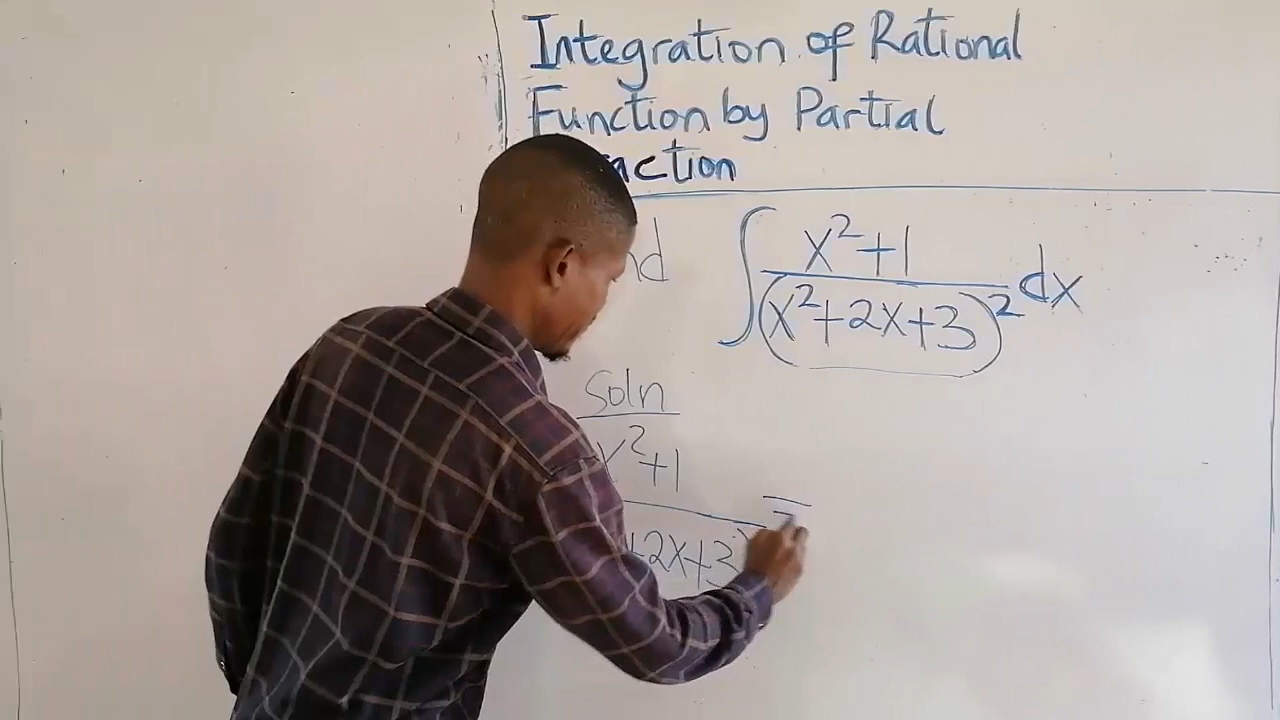 Integration of Rational
Function by Partial
action
nd ∫ x²+1 / (x²+2x+3)² dx
Soln
x²+1 / +2x+3) =